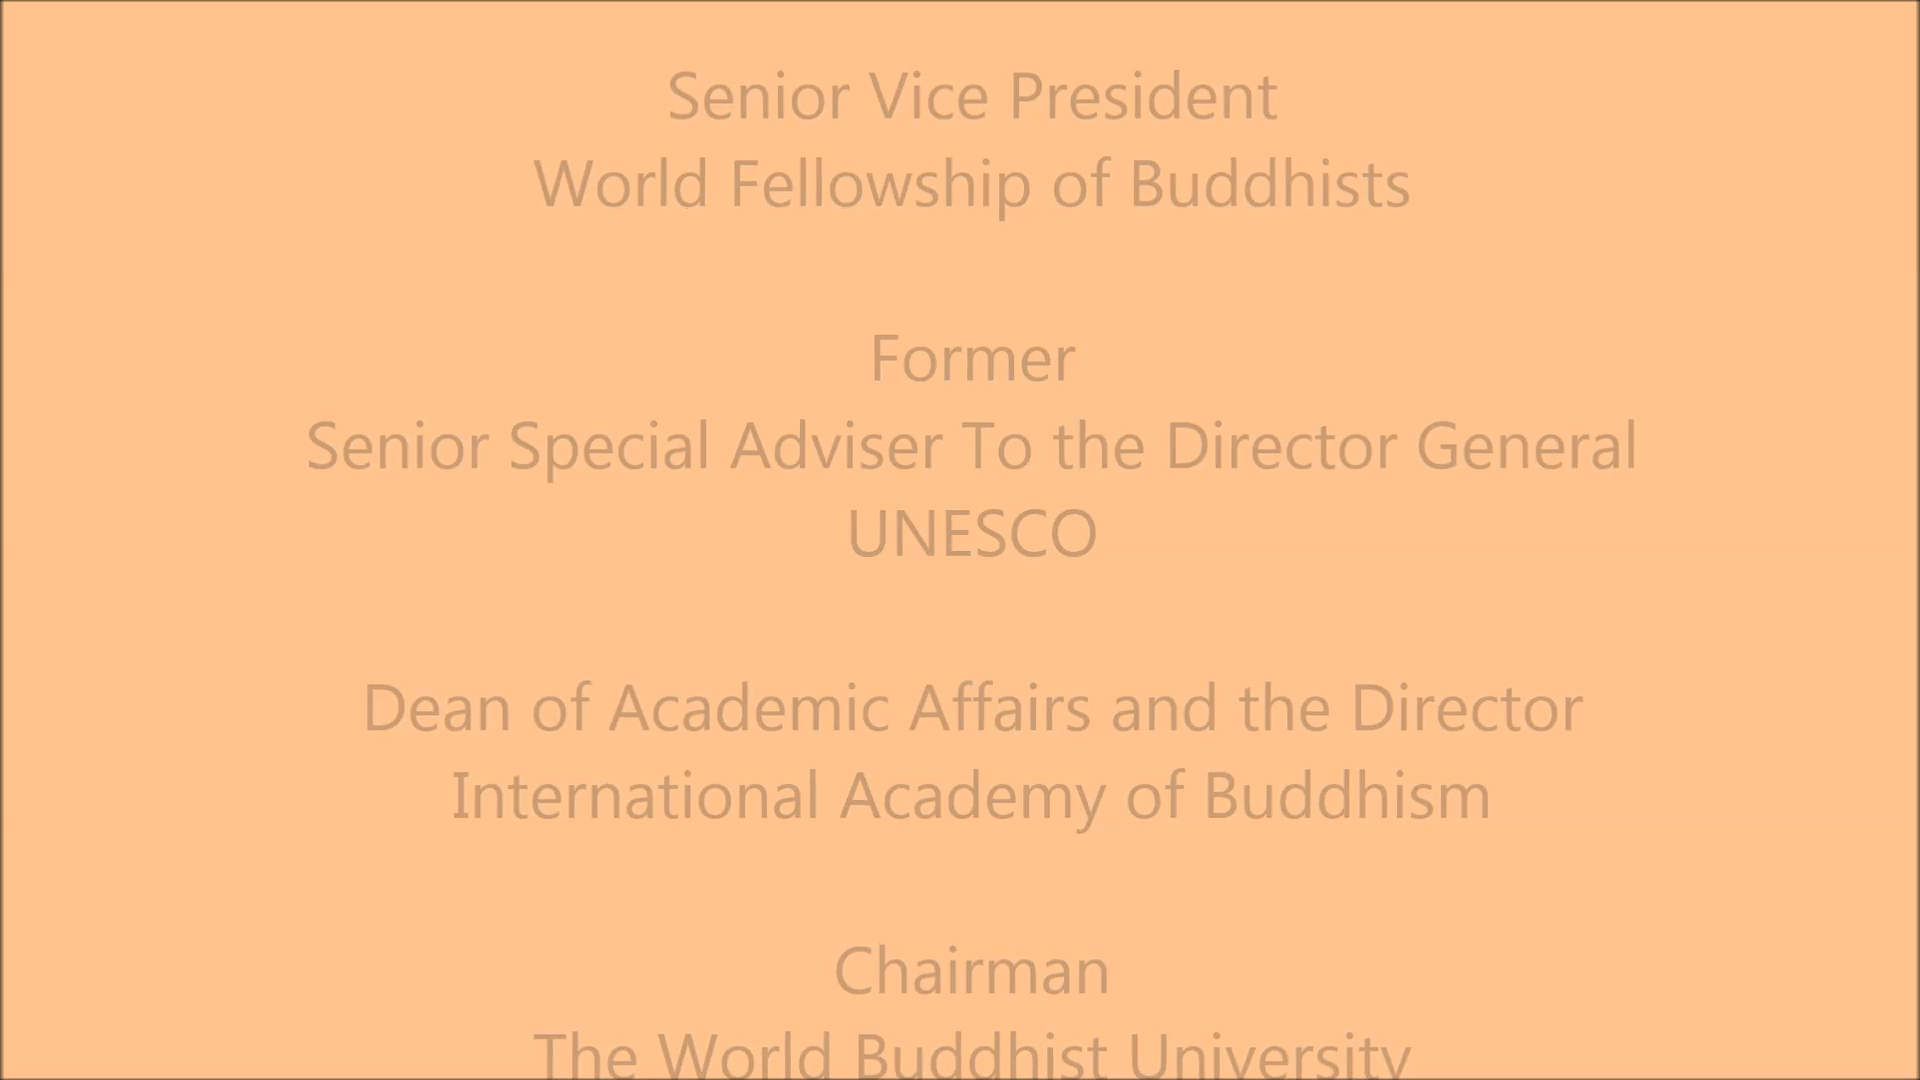 Senior Vice President
World Fellowship of Buddhists
Former
Senior Special Adviser To the Director General
UNESCO
Dean of Academic Affairs and the Director
International Academy of Buddhism
Chairman
The World Buddhist University